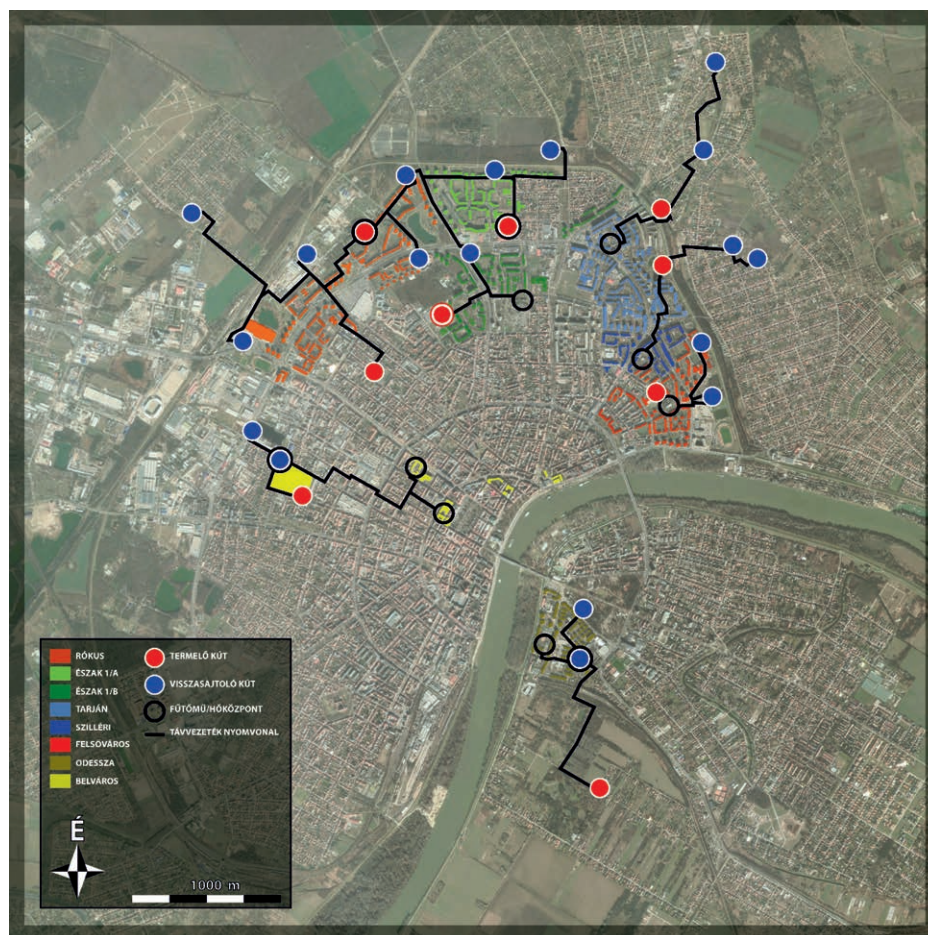 RÓKUS
ÉSZAK 1/A
ÉSZAK 1/B
TARJÁN
SZILLÉRI
FELSŐVÁROS
ODESSZA
BELVÁROS
TERMELŐ KÚT
VISSZASAJTOLÓ KÚT
FŰTŐMŰ/HŐKÖZPONT
TÁVVEZETÉK NYOMVONAL
É
1000 m